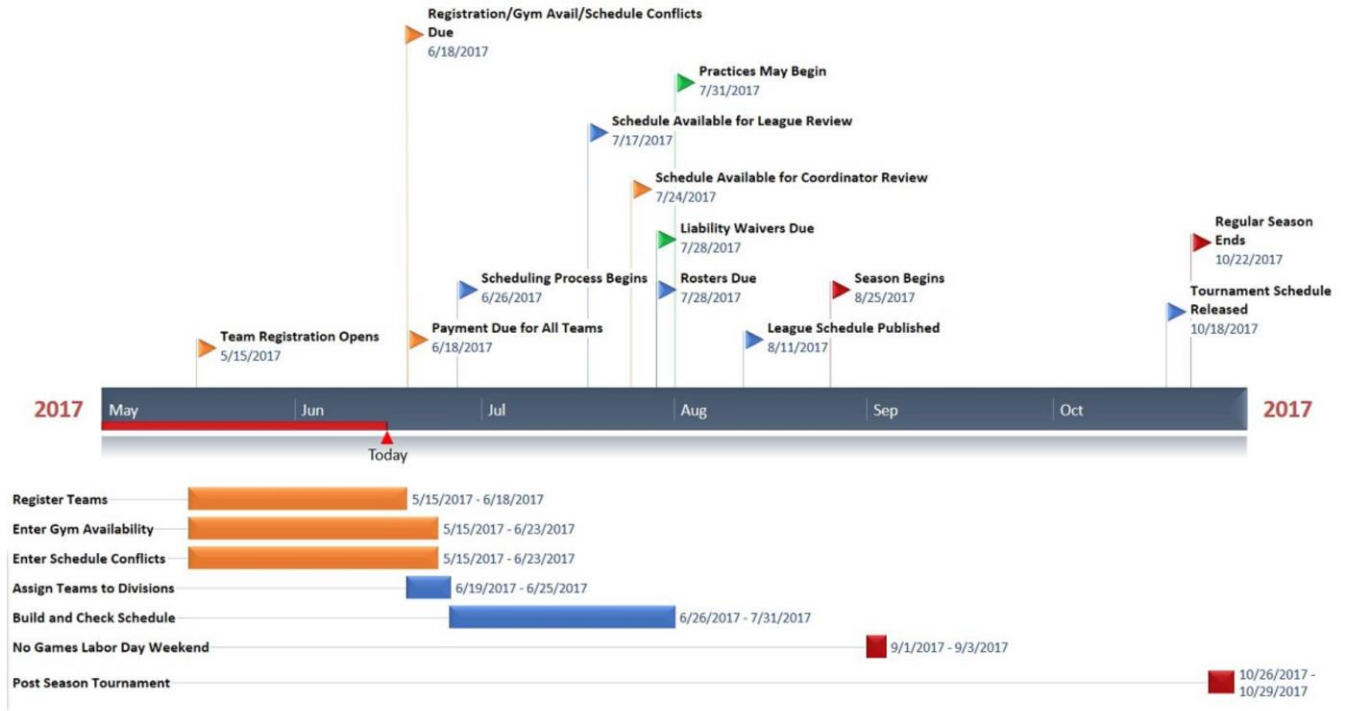 Registration/Gym Avail/Schedule Conflicts
Due
6/18/2017
Practices May Begin
7/31/2017
Schedule Available for League Review
7/17/2017
Schedule Available for Coordinator Review
7/24/2017
Liability Waivers Due
7/28/2017
Regular Season
Ends
10/22/2017
Scheduling Process Begins
6/26/2017
Rosters Due
7/28/2017
Season Begins
8/25/2017
Tournament Schedule
Released
10/18/2017
Team Registration Opens
5/15/2017
Payment Due for All Teams
6/18/2017
League Schedule Published
8/11/2017
2017 May Jun Jul Aug Sep Oct 2017
Today
Register Teams 5/15/2017 - 6/18/2017
Enter Gym Availability 5/15/2017 - 6/23/2017
Enter Schedule Conflicts 5/15/2017 - 6/23/2017
Assign Teams to Divisions 6/19/2017 - 6/25/2017
Build and Check Schedule 6/26/2017 - 7/31/2017
No Games Labor Day Weekend 9/1/2017 - 9/3/2017
Post Season Tournament 10/26/2017 -
10/29/2017